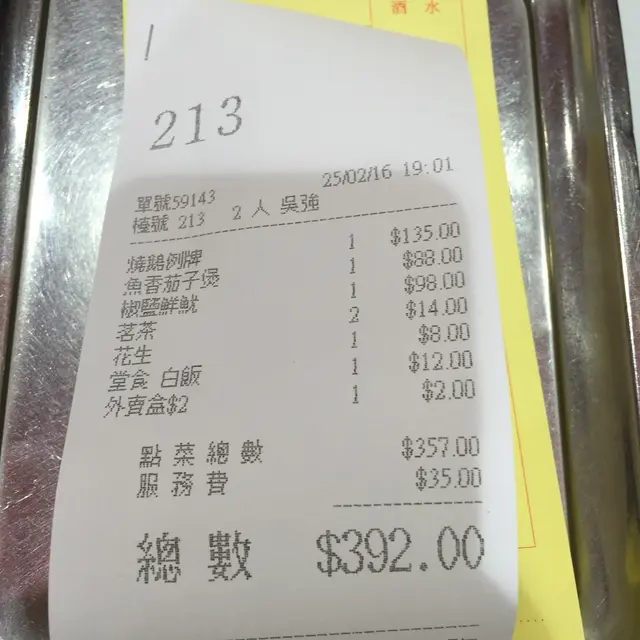 酒 水
213
25/02/16 19:01
單號59143
檯號 213 2 人 吳強
燒鵝例牌 1 $135.00
魚香茄子煲 1 $88.00
椒鹽鮮魷 1 $98.00
茗茶 2 $14.00
花生 1 $8.00
堂食 白飯 1 $12.00
外賣盒$2 1 $2.00
點菜總數 $357.00
服務費 $35.00
總數 $392.00